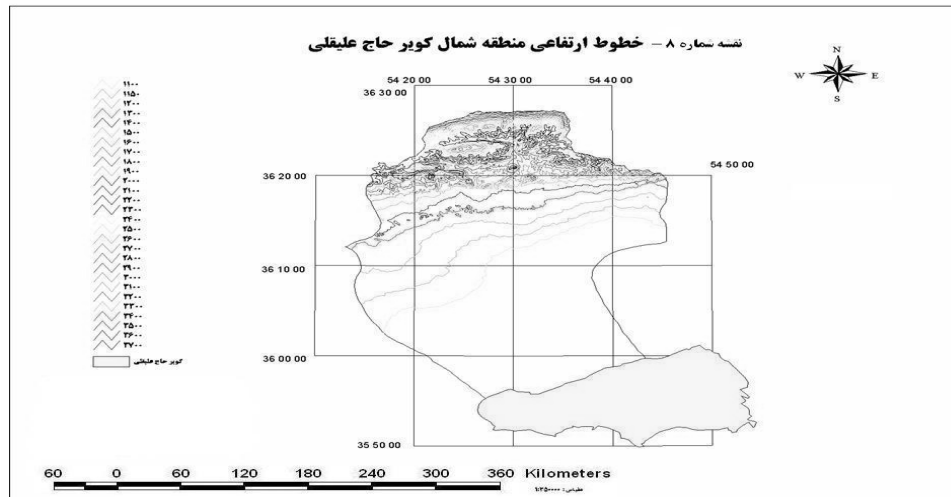 نقشه شماره ۸ – خطوط ارتفاعی منطقه شمال کویر حاج علیقلی
N
W E
S
54 20 00 54 30 00 54 40 00
36 30 00
54 50 00
36 20 00
36 10 00
36 00 00
35 50 00
۱۱۰۰
۱۱۵۰
۱۲۰۰
۱۳۰۰
۱۴۰۰
۱۵۰۰
۱۶۰۰
۱۷۰۰
۱۸۰۰
۱۹۰۰
۲۰۰۰
۲۱۰۰
۲۲۰۰
۲۳۰۰
۲۴۰۰
۲۵۰۰
۲۶۰۰
۲۷۰۰
۲۸۰۰
۲۹۰۰
۳۰۰۰
۳۱۰۰
۳۲۰۰
۳۳۰۰
۳۴۰۰
۳۵۰۰
۳۶۰۰
۳۷۰۰
کویر حاج علیقلی
60 0 60 120 180 240 300 360 Kilometers
مقیاس: ۱:۳۵۰۰۰۰